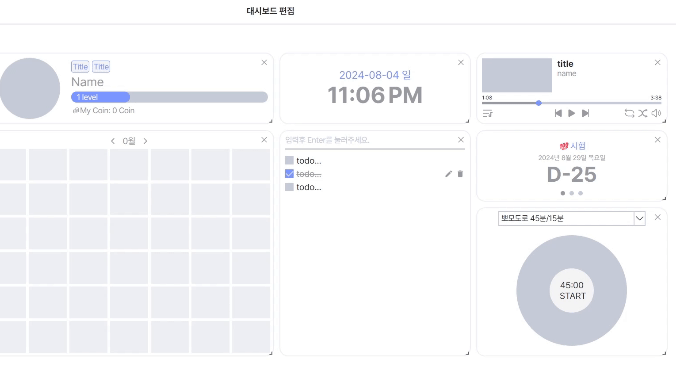 대시보드 편집
Title Title
Name
1 level
@My Coin: 0 Coin
2024-08-04 일
11:06 PM
title
name
1:08 3:38
0월
입력후 Enter를 눌러주세요.
todo...
todo...
todo...
💯 시험
2024년 8월 29일 목요일
D-25
뽀모도로 45분/15분
45:00
START